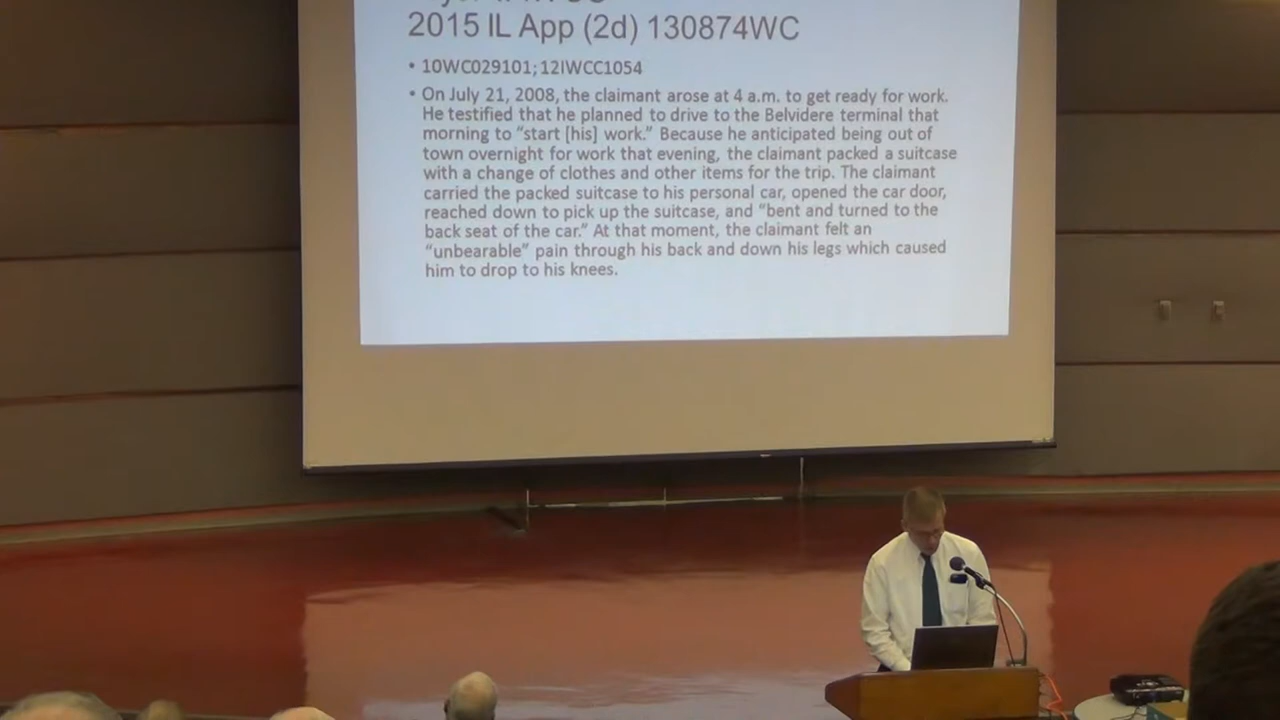 2015 IL App (2d) 130874WC
• 10WC029101; 12IWCC1054
• On July 21, 2008, the claimant arose at 4 a.m. to get ready for work.
He testified that he planned to drive to the Belvidere terminal that
morning to “start [his] work.” Because he anticipated being out of
town overnight for work that evening, the claimant packed a suitcase
with a change of clothes and other items for the trip. The claimant
carried the packed suitcase to his personal car, opened the car door,
reached down to pick up the suitcase, and “bent and turned to the
back seat of the car.” At that moment, the claimant felt an
“unbearable” pain through his back and down his legs which caused
him to drop to his knees.